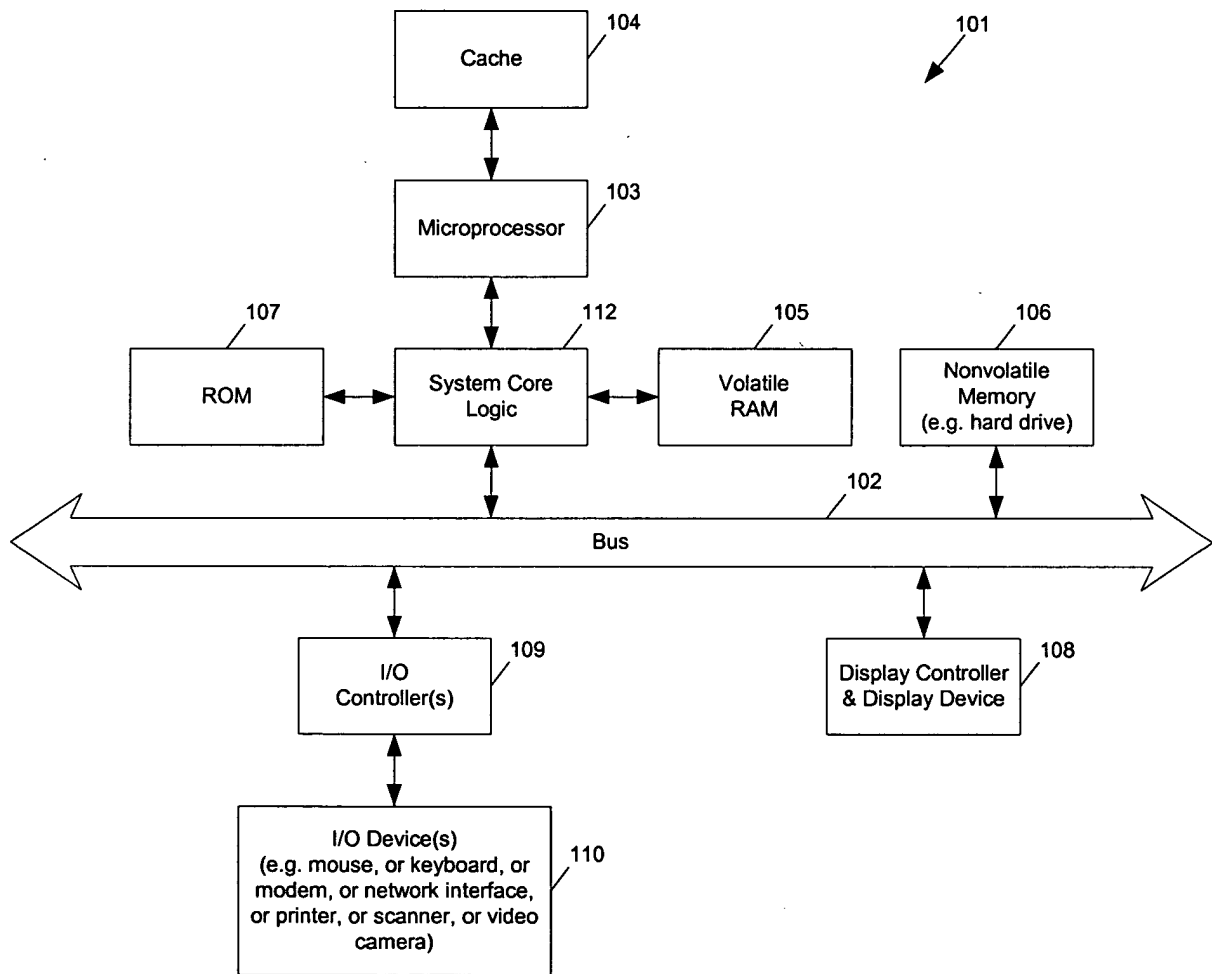 104
101
Cache
103
Microprocessor
107
112
105
106
ROM
System Core
Logic
Volatile
RAM
Nonvolatile
Memory
(e.g. hard drive)
102
Bus
109
108
I/O
Controller(s)
Display Controller
& Display Device
I/O Device(s)
(e.g. mouse, or keyboard, or
modem, or network interface,
or printer, or scanner, or video
camera)
110